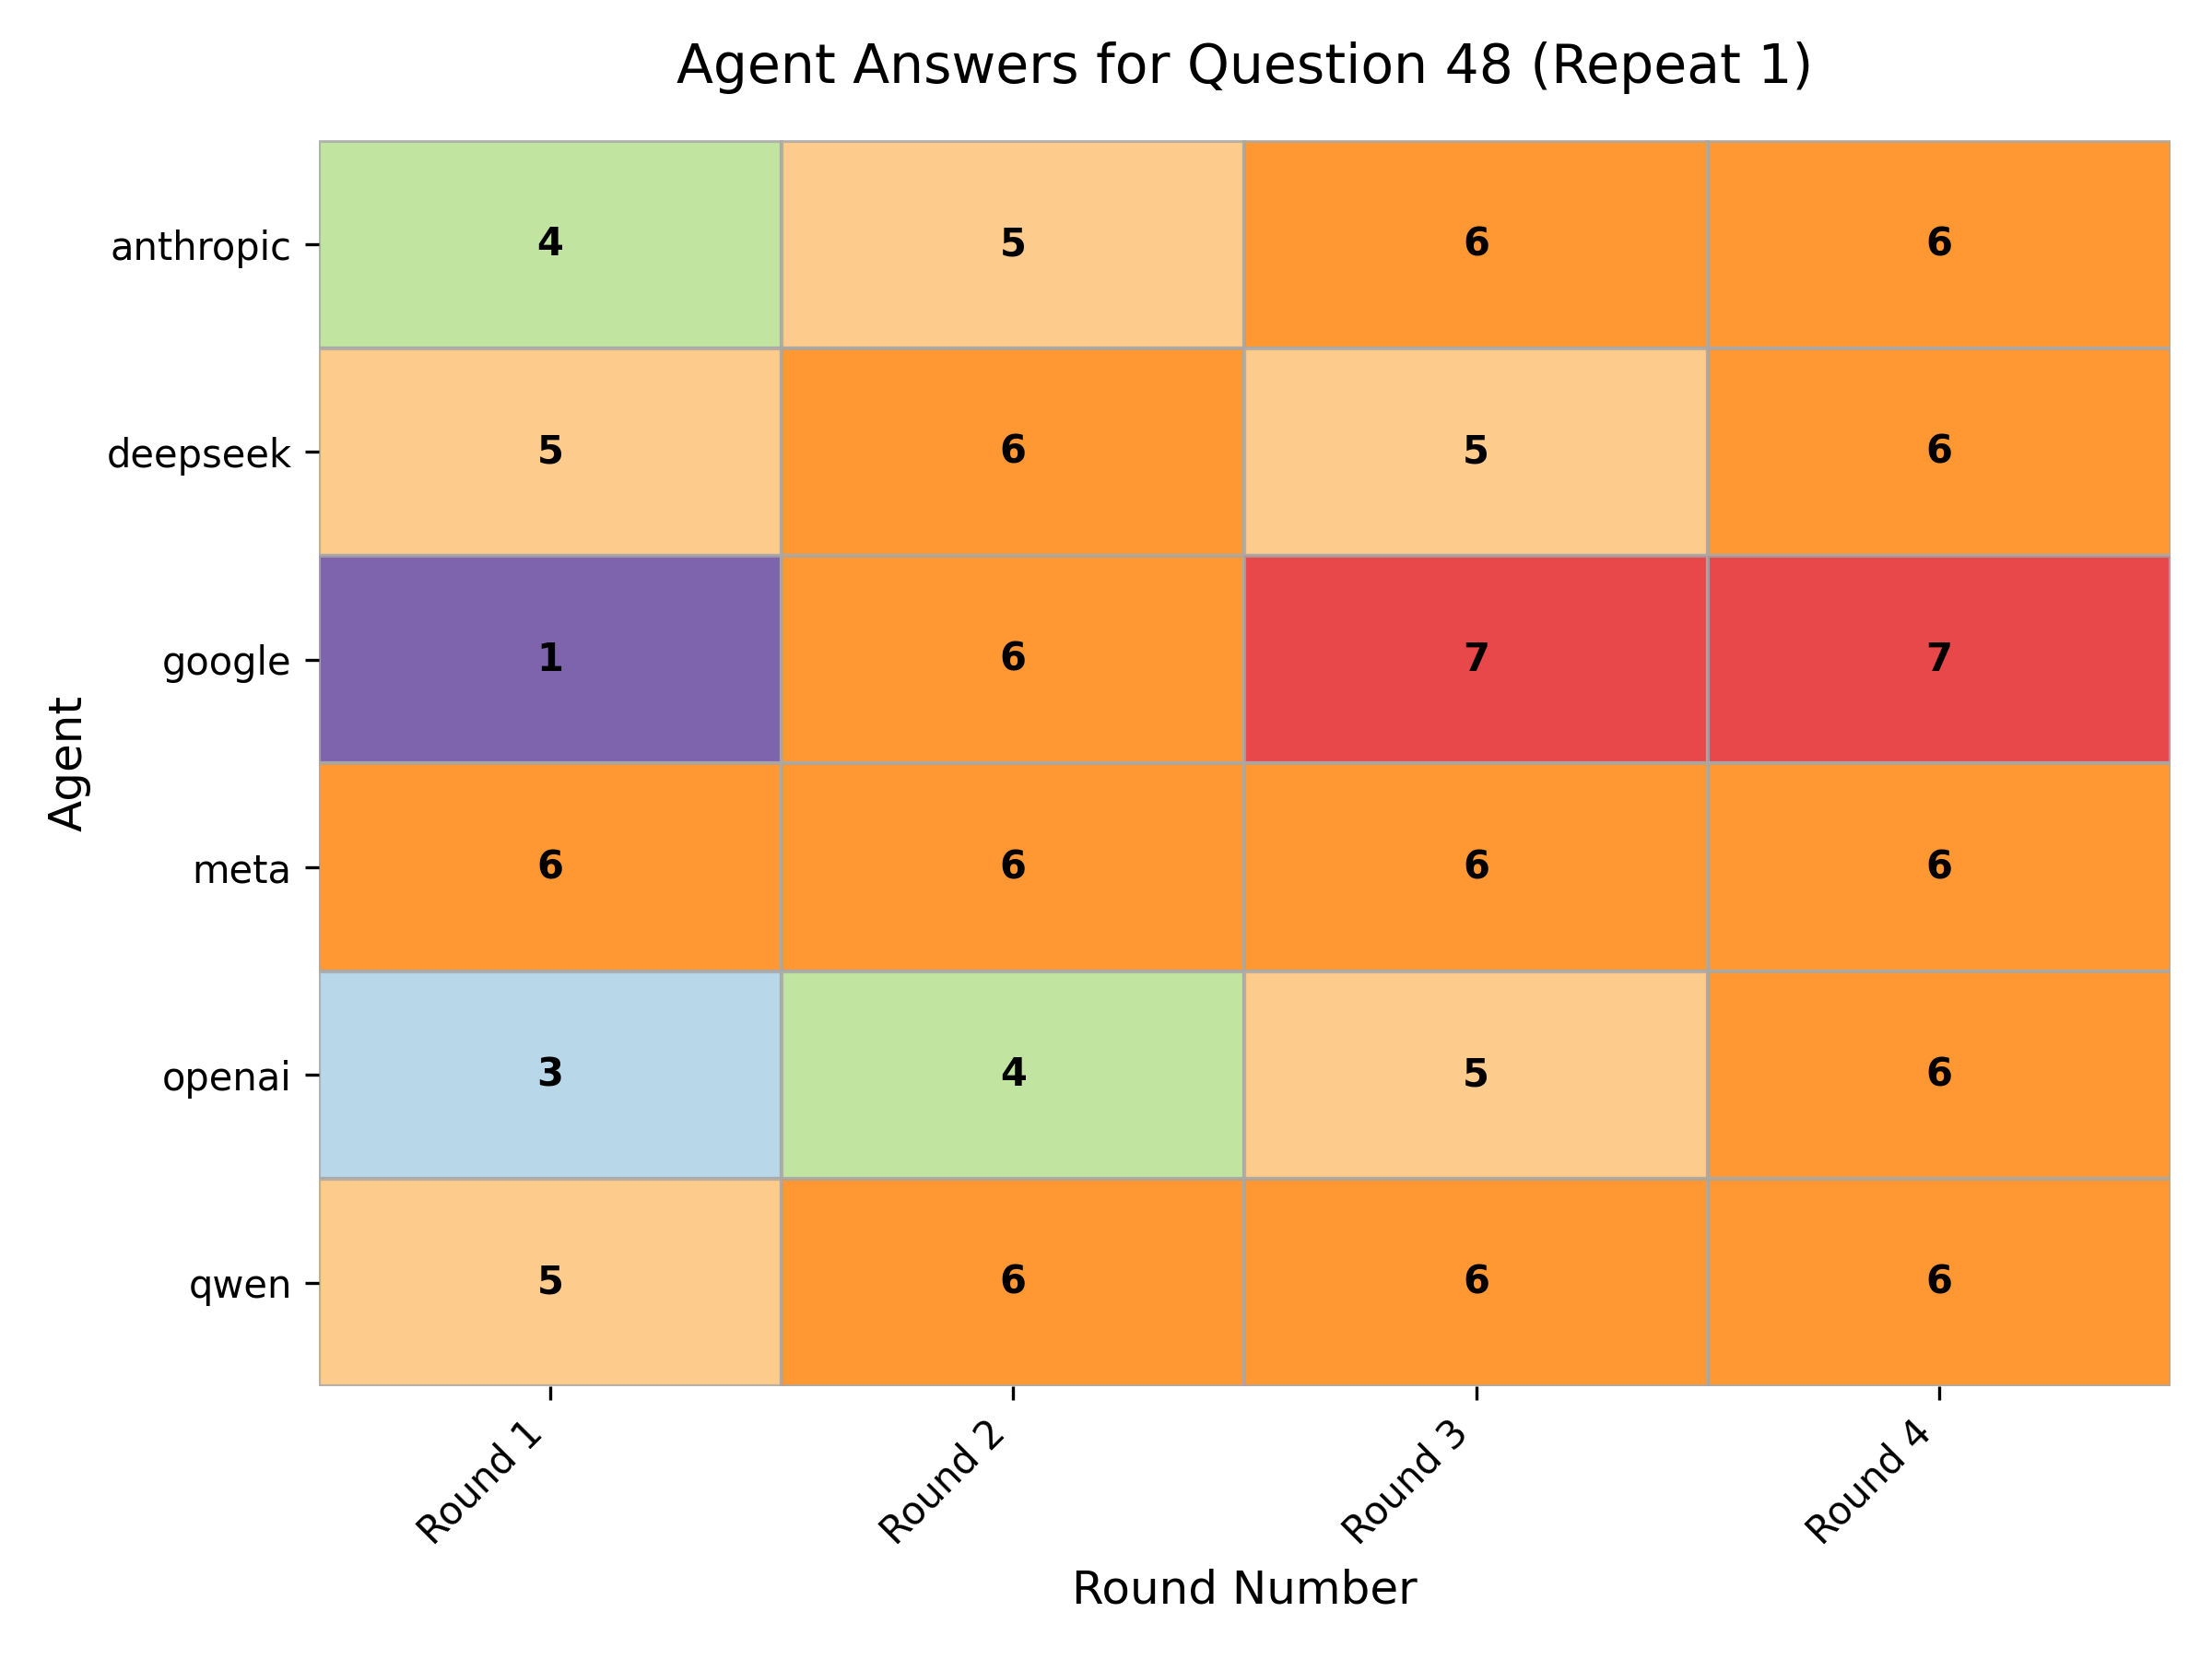 Agent Answers for Question 48 (Repeat 1)
Agent
anthropic 4 5 6 6
deepseek 5 6 5 6
google 1 6 7 7
meta 6 6 6 6
openai 3 4 5 6
qwen 5 6 6 6
Round 1 Round 2 Round 3 Round 4
Round Number